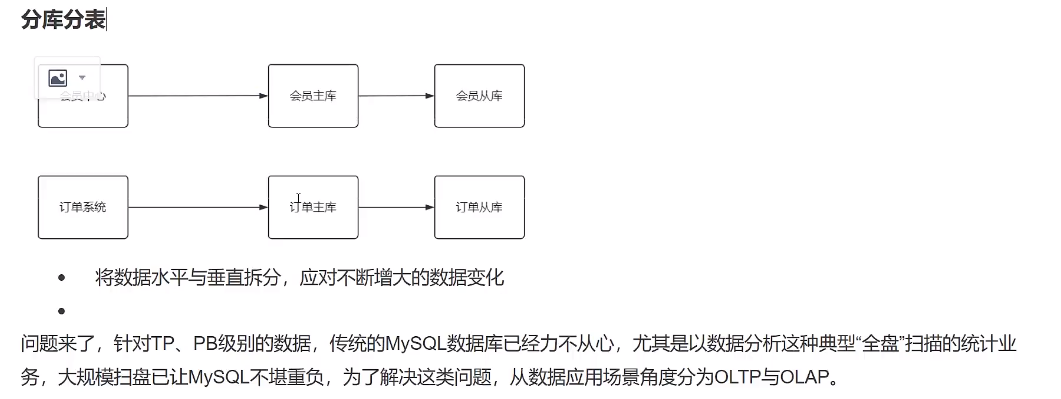 分库分表
会员中心
会员主库
会员从库
订单系统
订单主库
订单从库
• 将数据水平与垂直拆分，应对不断增大的数据变化
•
问题来了，针对TP、PB级别的数据，传统的MySQL数据库已经力不从心，尤其是以数据分析这种典型“全盘”扫描的统计业
务，大规模扫盘已让MySQL不堪重负，为了解决这类问题，从数据应用场景角度分为OLTP与OLAP。